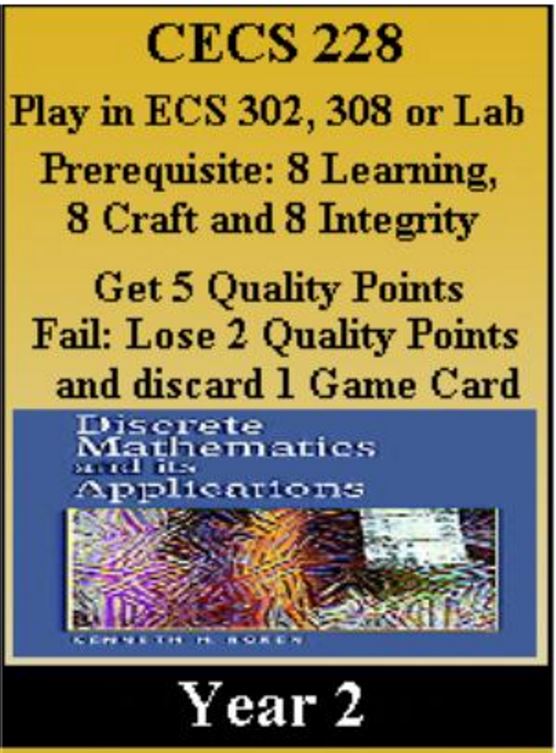 CECS 228
Play in ECS 302, 308 or Lab
Prerequisite: 8 Learning,
8 Craft and 8 Integrity
Get 5 Quality Points
Fail: Lose 2 Quality Points
and discard 1 Game Card
Discrete
Mathematics
and its
Applications
KENNETH H. ROSEN
Year 2